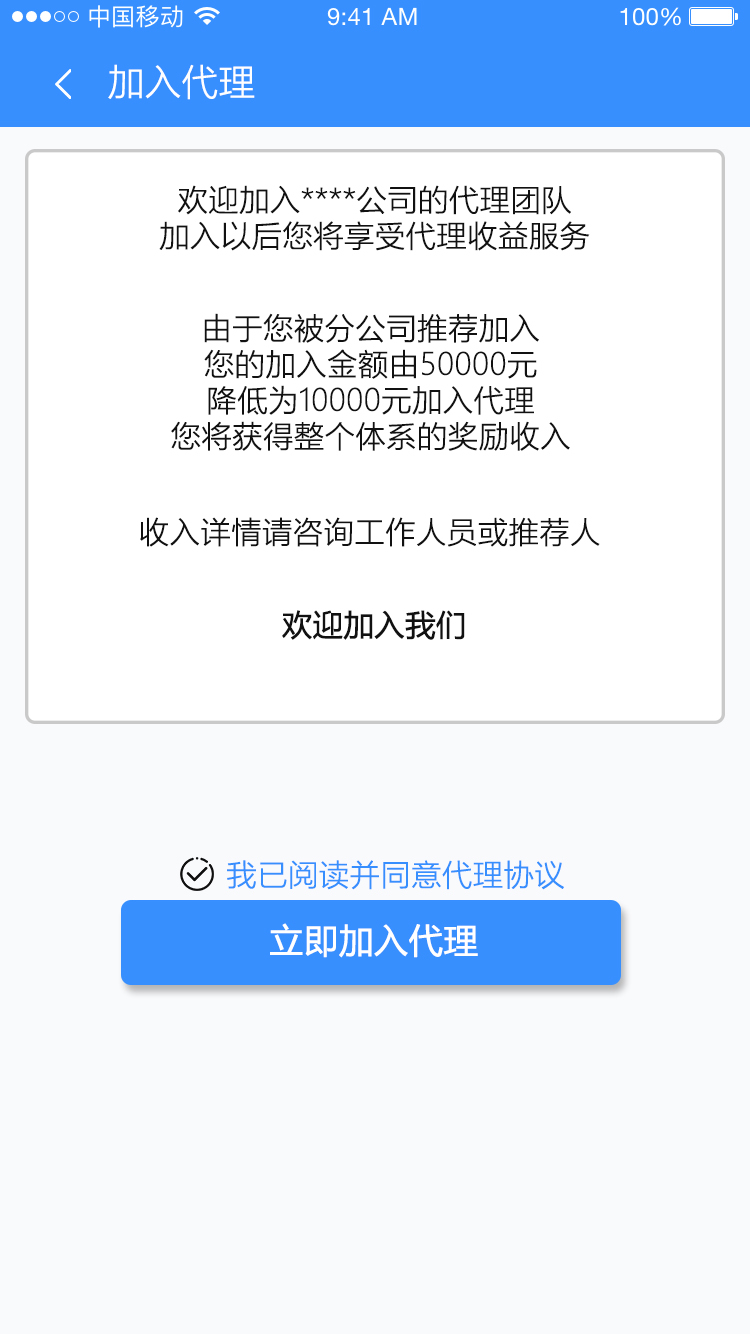 中国移动 9:41 AM 100%
加入代理
欢迎加入****公司的代理团队
加入以后您将享受代理收益服务
由于您被分公司推荐加入
您的加入金额由50000元
降低为10000元加入代理
您将获得整个体系的奖励收入
收入详情请咨询工作人员或推荐人
欢迎加入我们
我已阅读并同意代理协议
立即加入代理